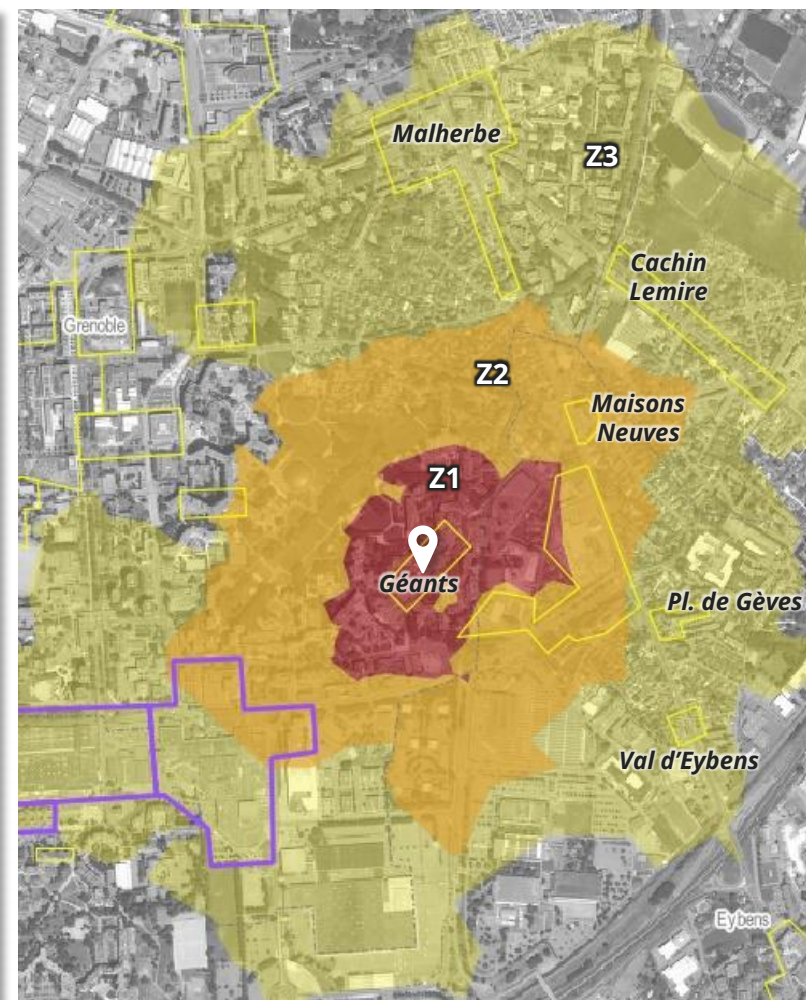 Malherbe
Z3
Cachin
Lemire
Grenoble
Z2
Maisons
Neuves
Z1
Géants
Pl. de Gèves
Val d'Eybens
Eybens